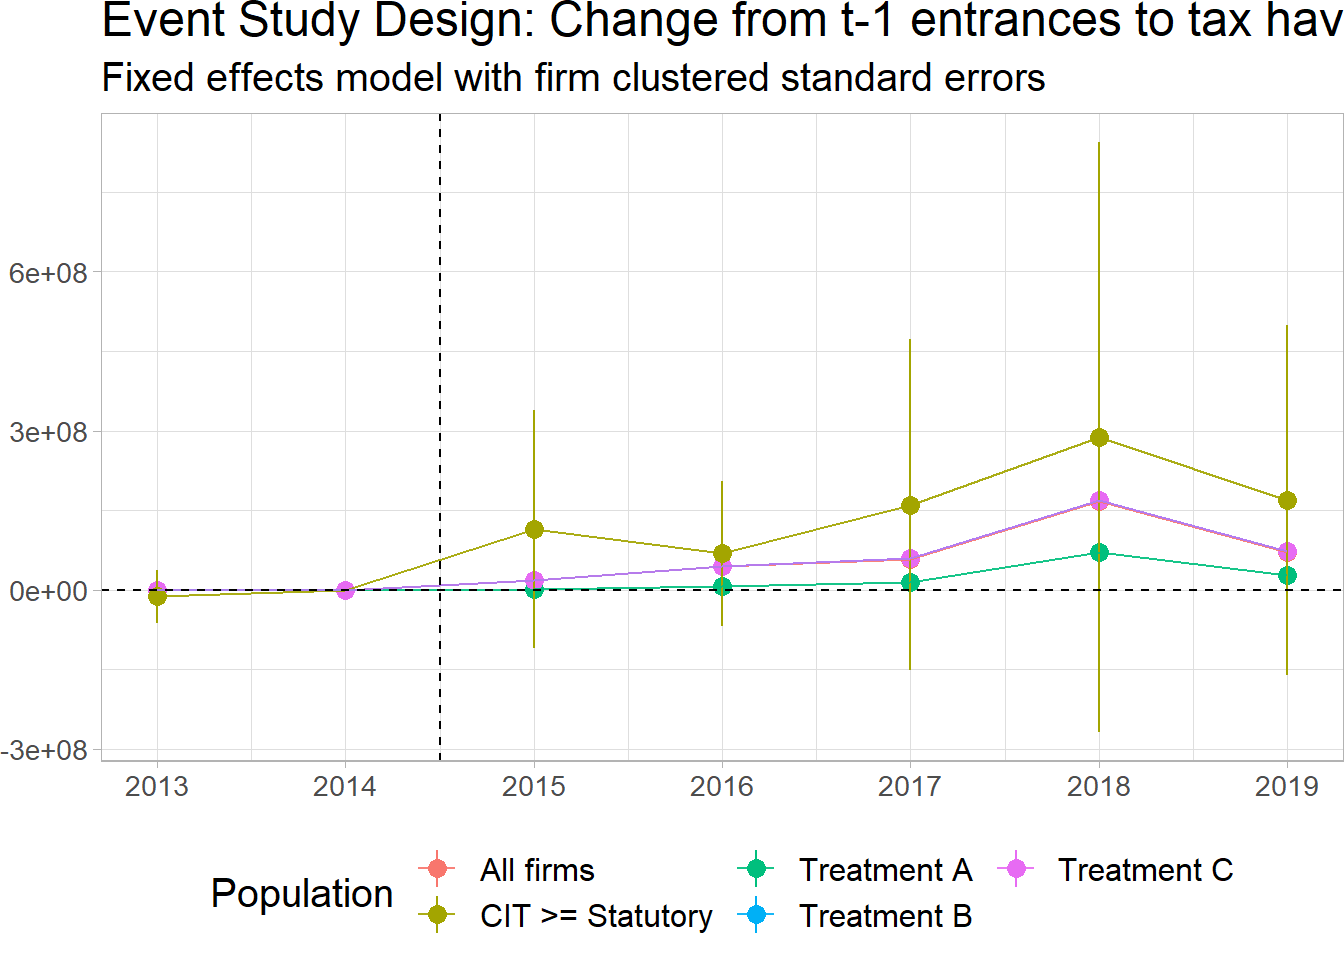 Event Study Design: Change from t-1 entrances to tax hav
Fixed effects model with firm clustered standard errors
6e+08
3e+08
0e+00
-3e+08
2013 2014 2015 2016 2017 2018 2019
Population
All firms
CIT >= Statutory
Treatment A
Treatment B
Treatment C